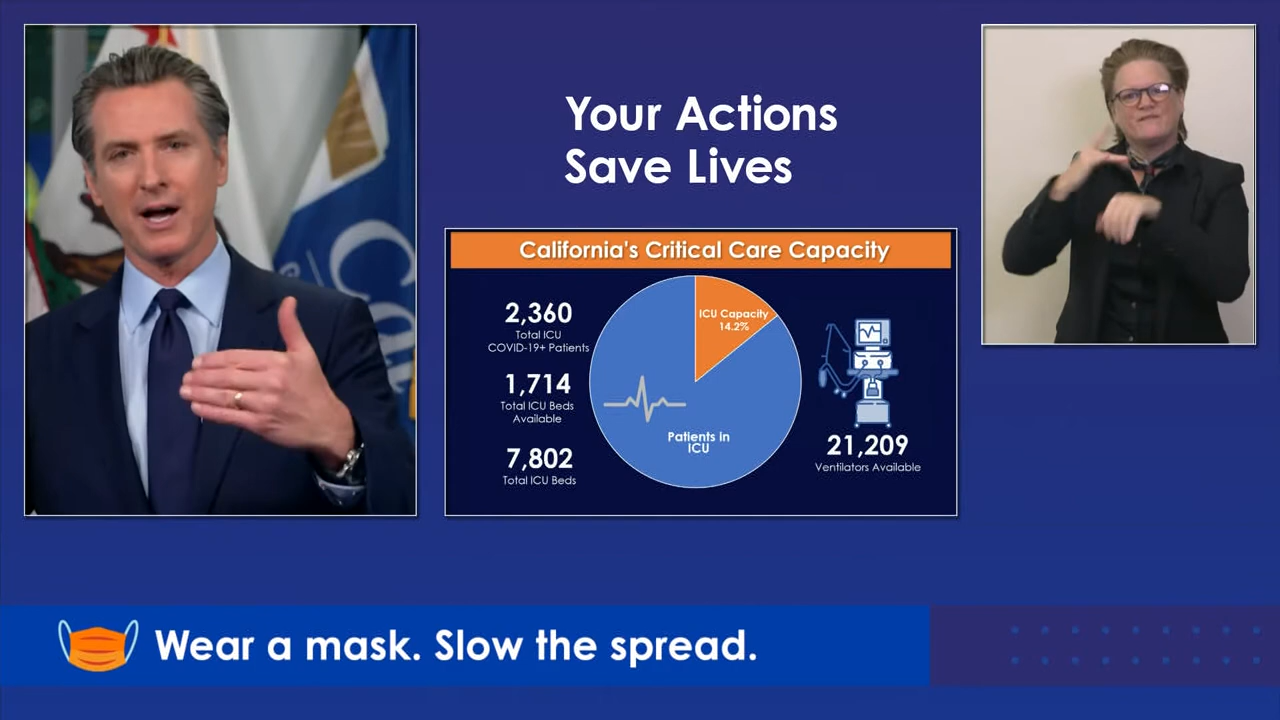 Your Actions
Save Lives
California's Critical Care Capacity
2,360
Total ICU
COVID-19+ Patients
1,714
Total ICU Beds
Available
7,802
Total ICU Beds
ICU Capacity
14.2%
Patients in
ICU
21,209
Ventilators Available
Wear a mask. Slow the spread.